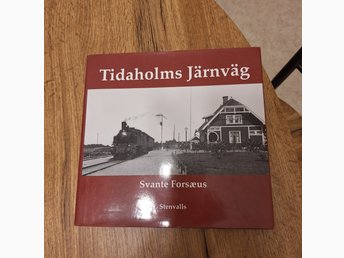 Tidaholms Järnväg
Svante Forsæus
Stenvalls